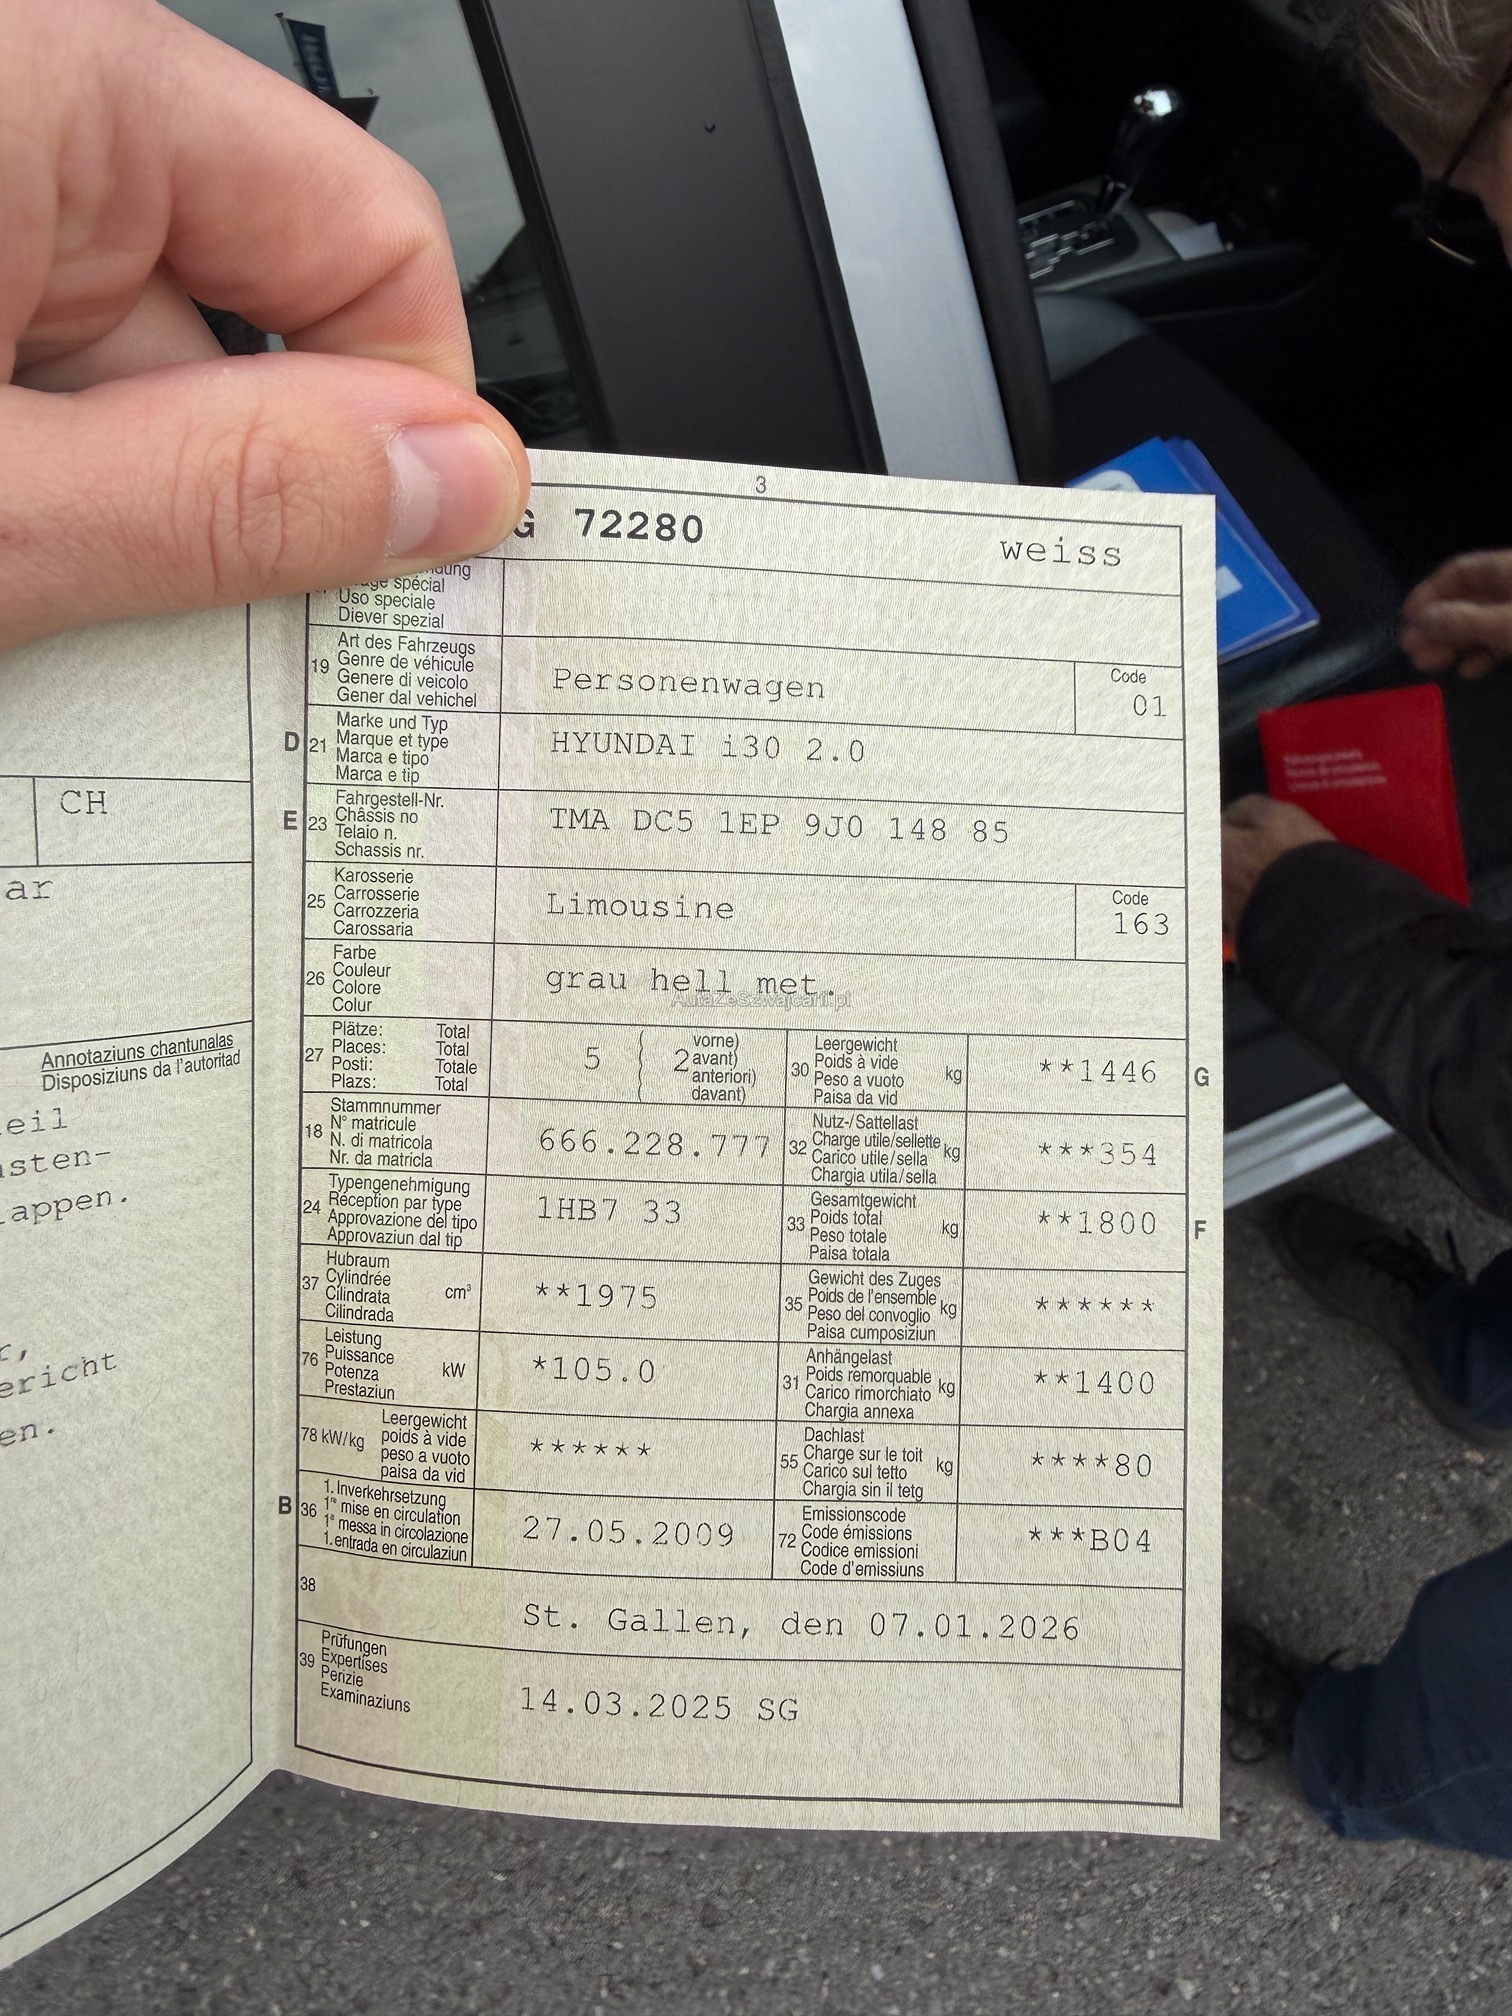 3
G 72280 weiss
spécial
Uso speciale
Diever spezial
19
Art des Fahrzeugs
Genre de véhicule
Genere di veicolo
Gener dal vehichel
Personenwagen
Code
01
D 21
Marke und Typ
Marque et type
Marca e tipo
Marca e tip
HYUNDAI i30 2.0
E 23
Fahrgestell-Nr.
Châssis no
Telaio n.
Schassis nr.
TMA DC5 1EP 9J0 148 85
25
Karosserie
Carrosserie
Carrozzeria
Carossaria
Limousine
Code
163
26
Farbe
Couleur
Colore
Colur
grau hell met.
AutaZeSzwajcarii.pl
27
Plätze: Total
Places: Total
Posti: Totale
Plazs: Total
5 ( 2
vorne)
avant)
anteriori)
davant)
30
Leergewicht
Poids à vide
Peso a vuoto
Paisa da vid
kg
**1446
G
18
Stammnummer
N° matricule
N. di matricola
Nr. da matricla
666.228.777
32
Nutz-/Sattellast
Charge utile/sellette
Carico utile/sella
Chargia utila/sella
kg
***354
24
Typengenehmigung
Réception par type
Approvazione del tipo
Approvaziun dal tip
1HB7 33
33
Gesamtgewicht
Poids total
Peso totale
Paisa totala
kg
**1800
F
37
Hubraum
Cylindrée
Cilindrata
Cilindrada
cm³
**1975
35
Gewicht des Zuges
Poids de l'ensemble
Peso del convoglio
Paisa cumposiziun
kg
******
76
Leistung
Puissance
Potenza
Prestaziun
kW
*105.0
31
Anhängelast
Poids remorquable
Carico rimorchiato
Chargia annexa
kg
**1400
78 kW/kg
Leergewicht
poids à vide
peso a vuoto
paisa da vid
******
55
Dachlast
Charge sur le toit
Carico sul tetto
Chargia sin il tetg
kg
****80
B 36
1. Inverkehrsetzung
1re mise en circulation
1a messa in circolazione
1. entrada en circulaziun
27.05.2009
72
Emissionscode
Code émissions
Codice emissioni
Code d'emissiuns
***B04
38
St. Gallen, den 07.01.2026
39
Prüfungen
Expertises
Perizie
Examinaziuns
14.03.2025 SG
CH
ar
Annotaziuns chantunalas
Disposiziuns da l'autoritad
eil
sten-
lappen.
r,
ericht
en.